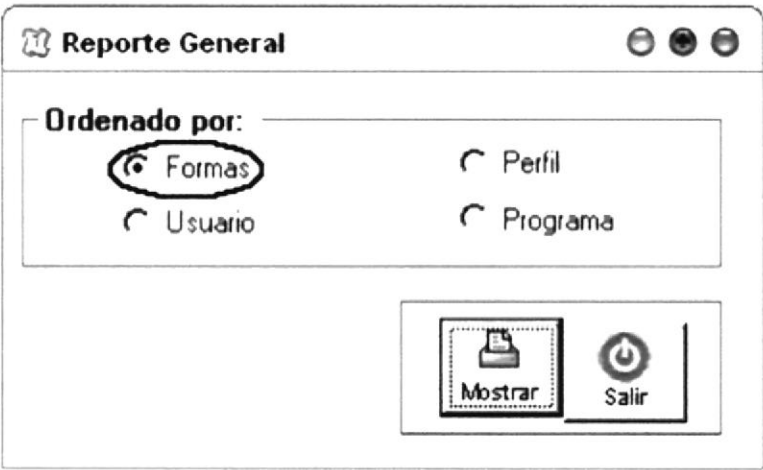 Reporte General
Ordenado por:
Formas
Perfil
Usuario
Programa
Mostrar
Salir